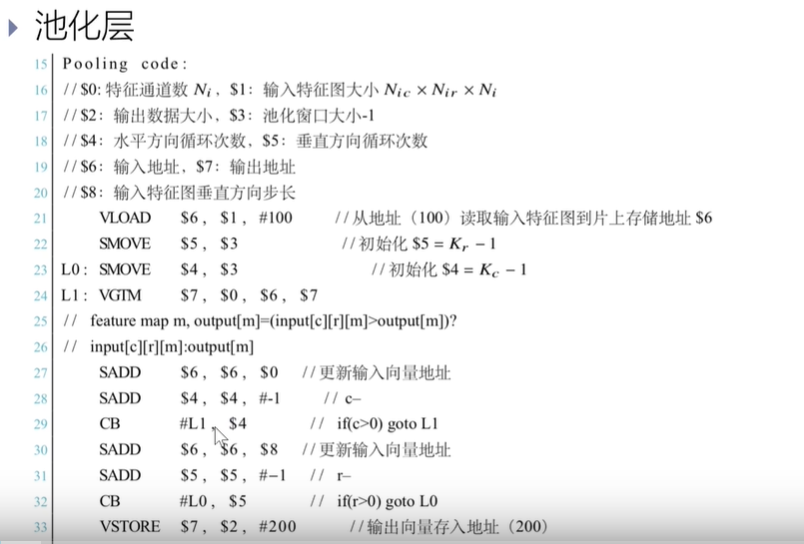 池化层
15 Pooling code:
16 //$0: 特征通道数 Nᵢ, $1: 输入特征图大小 N_ic × N_ir × N_i
17 //$2: 输出数据大小, $3: 池化窗口大小-1
18 //$4: 水平方向循环次数, $5: 垂直方向循环次数
19 //$6: 输入地址, $7: 输出地址
20 //$8: 输入特征图垂直方向步长
21 VLOAD $6, $1, #100 //从地址（100）读取输入特征图到片上存储地址 $6
22 SMOVE $5, $3 //初始化 $5 = K_r − 1
23 L0: SMOVE $4, $3 //初始化 $4 = K_c − 1
24 L1: VGTM $7, $0, $6, $7
25 // feature map m, output[m]=(input[c][r][m]>output[m])?
26 // input[c][r][m]:output[m]
27 SADD $6, $6, $0 //更新输入向量地址
28 SADD $4, $4, #-1 // c–
29 CB #L1, $4 // if(c>0) goto L1
30 SADD $6, $6, $8 //更新输入向量地址
31 SADD $5, $5, #−1 // r–
32 CB #L0, $5 // if(r>0) goto L0
33 VSTORE $7, $2, #200 //输出向量存入地址（200）